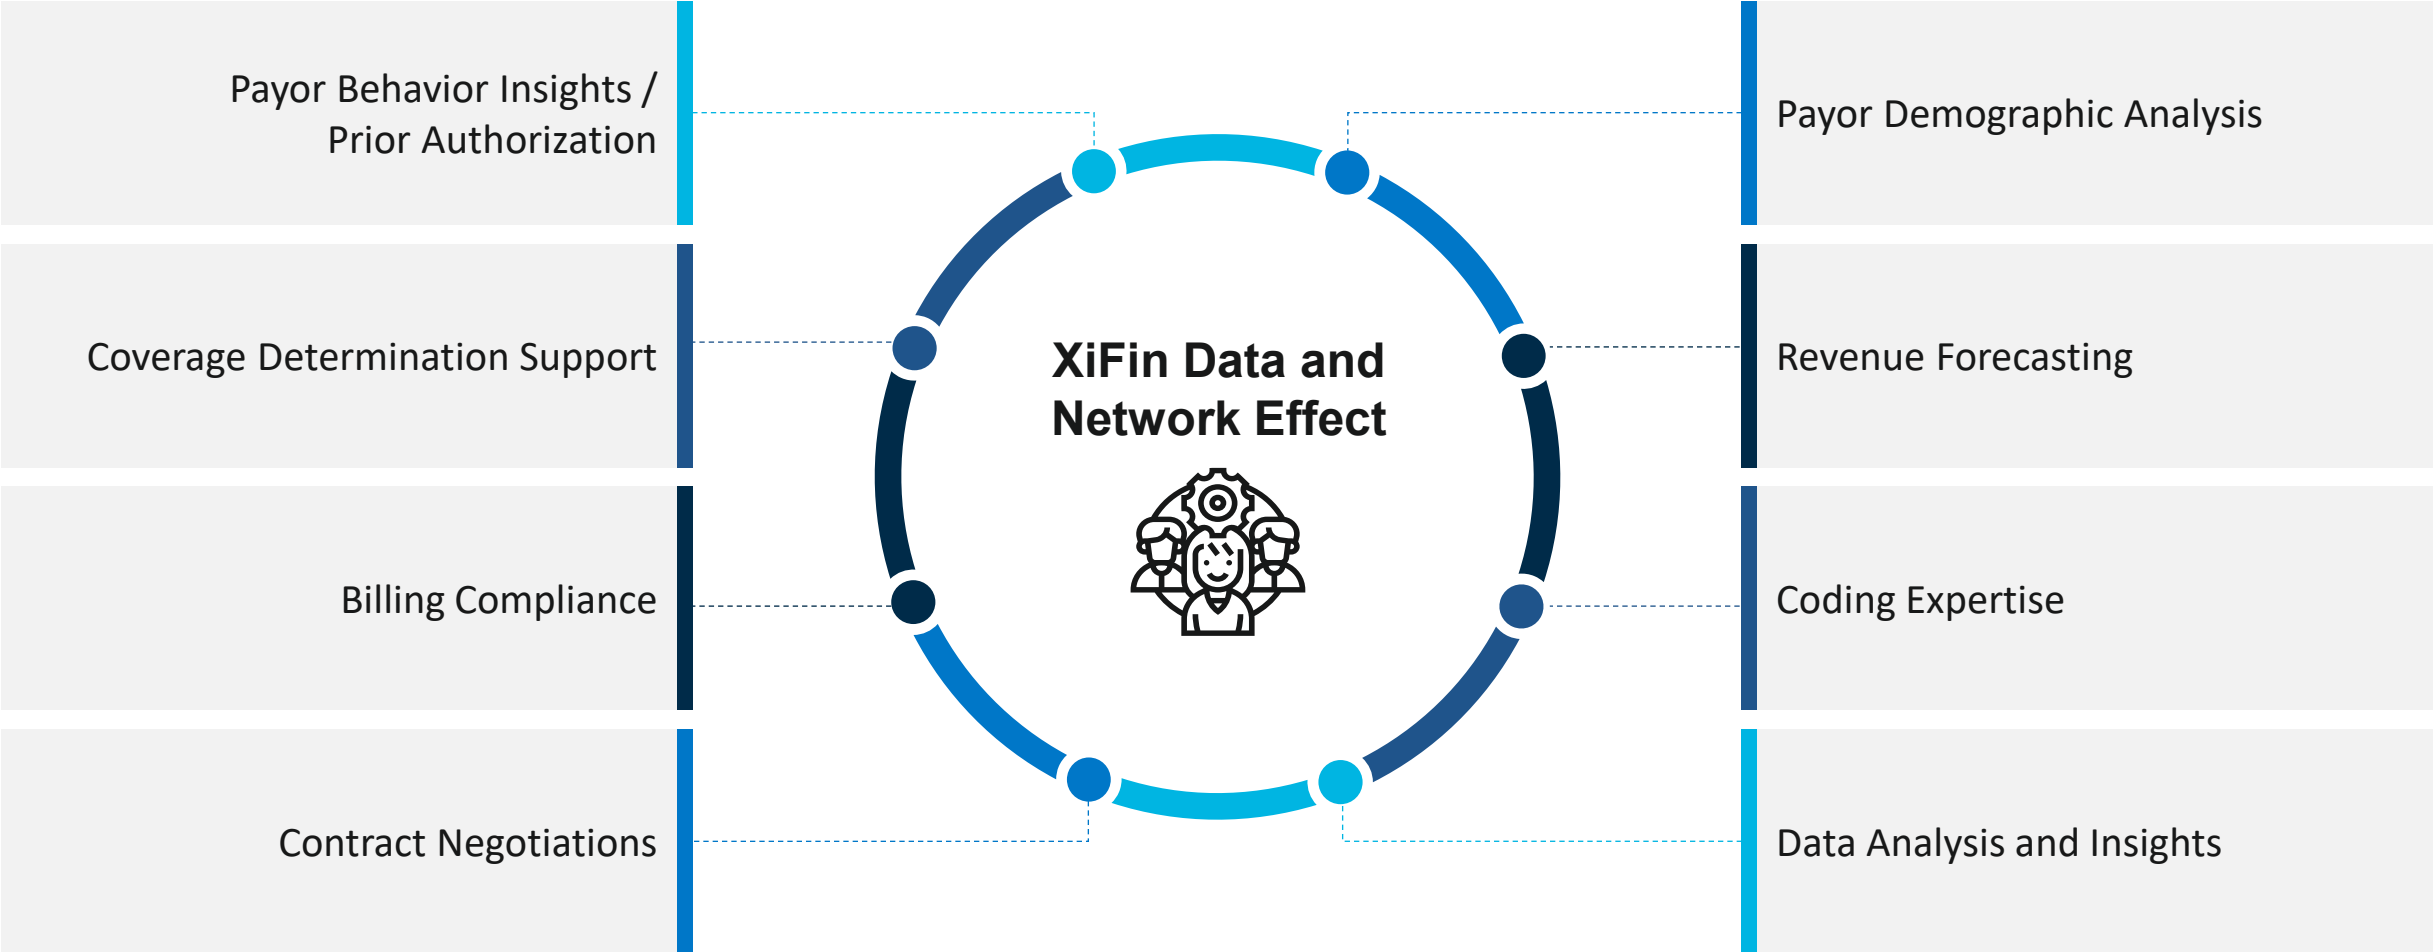 Payor Behavior Insights /
Prior Authorization
Coverage Determination Support
Billing Compliance
Contract Negotiations
XiFin Data and
Network Effect
Payor Demographic Analysis
Revenue Forecasting
Coding Expertise
Data Analysis and Insights